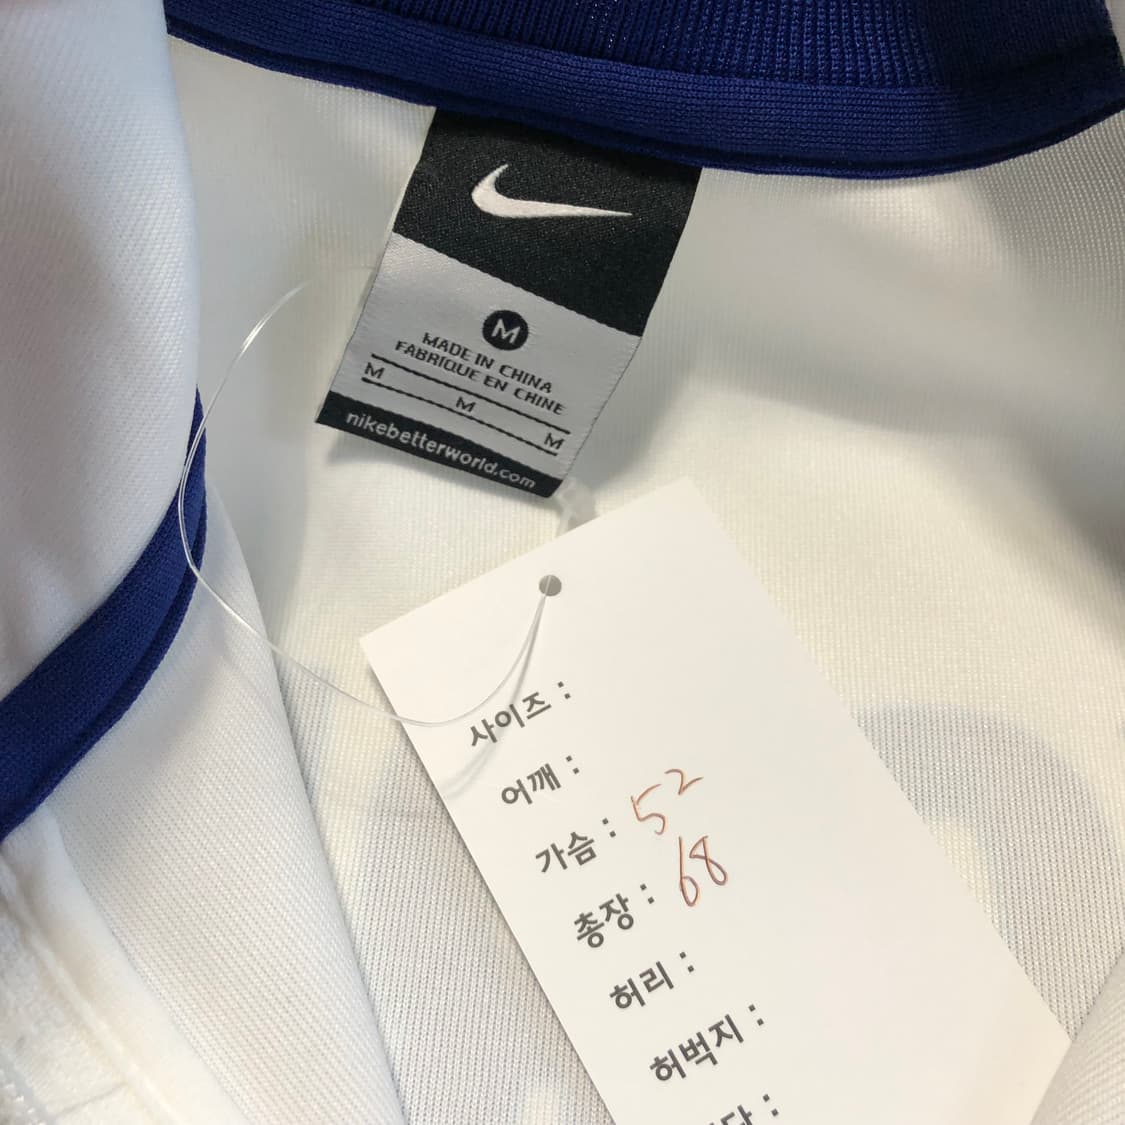 M
MADE IN CHINA
FABRIQUE EN CHINE
M
M
M
nikebetterworld.com
사이즈 :
어깨 :
가슴 : 52
총장 : 68
허리 :
허벅지 :